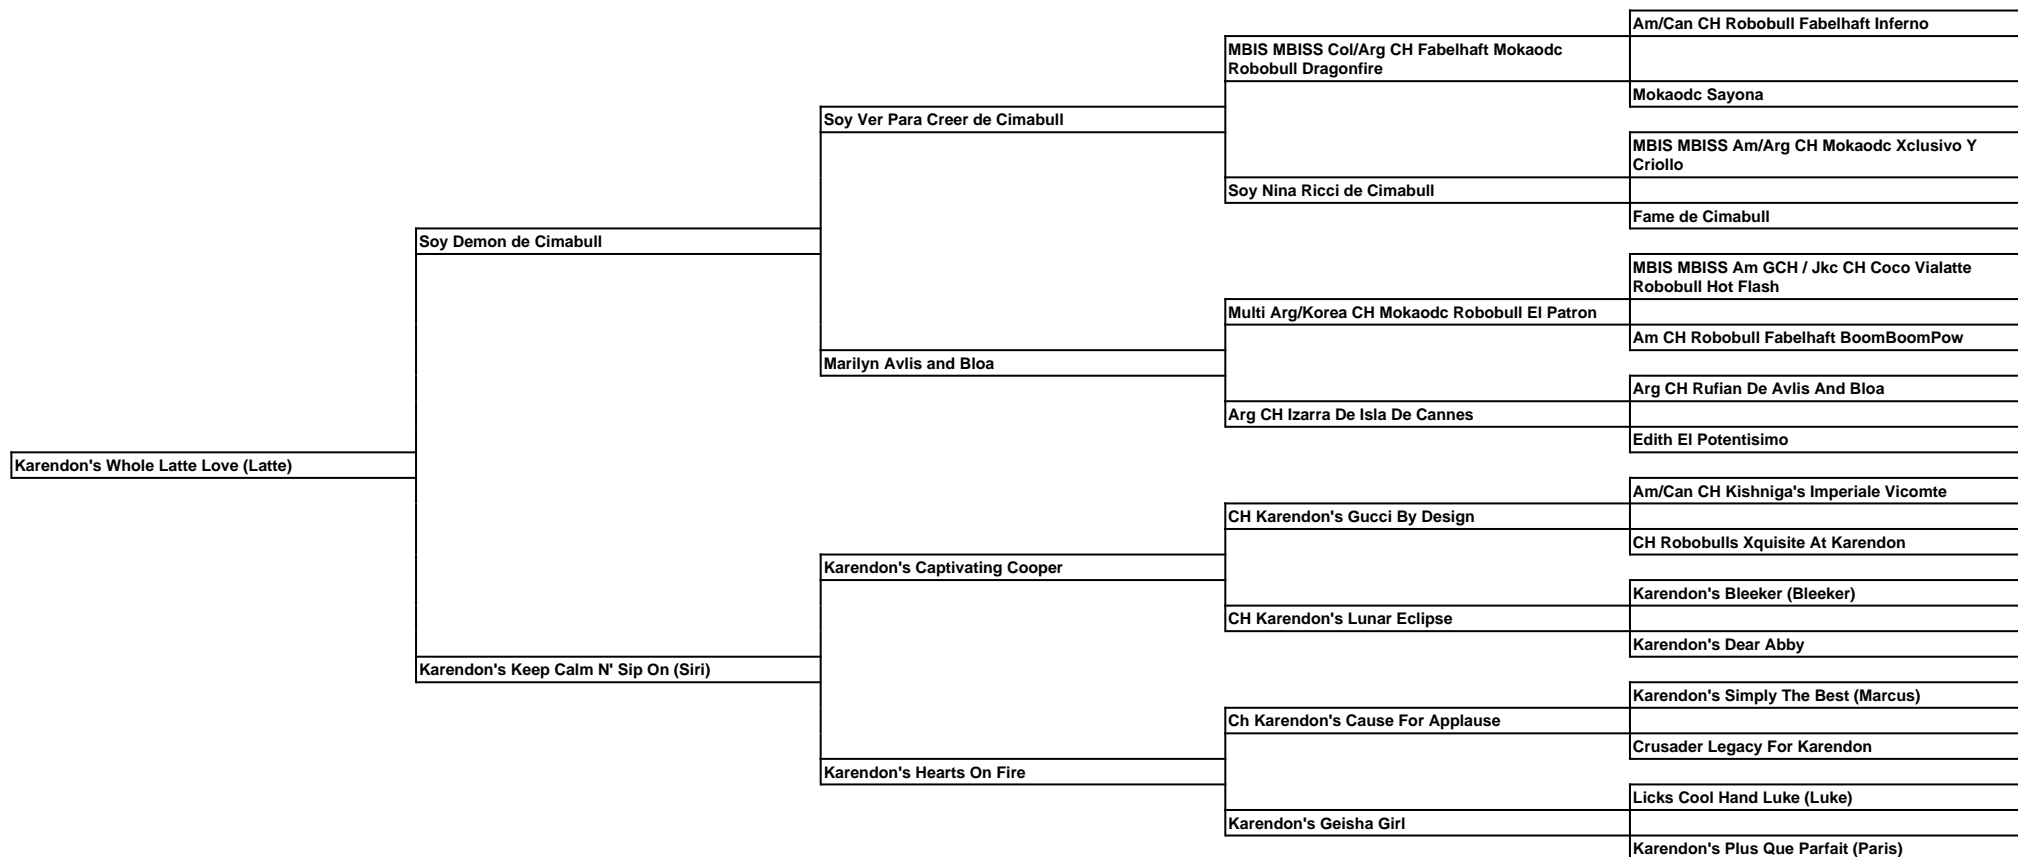 Am/Can CH Robobull Fabelhaft Inferno
MBIS MBISS Col/Arg CH Fabelhaft Mokaodc
Robobull Dragonfire
Mokaodc Sayona
Soy Ver Para Creer de Cimabull
MBIS MBISS Am/Arg CH Mokaodc Xclusivo Y
Criollo
Soy Nina Ricci de Cimabull
Fame de Cimabull
Soy Demon de Cimabull
MBIS MBISS Am GCH / Jkc CH Coco Vialatte
Robobull Hot Flash
Multi Arg/Korea CH Mokaodc Robobull El Patron
Am CH Robobull Fabelhaft BoomBoomPow
Marilyn Avlis and Bloa
Arg CH Rufian De Avlis And Bloa
Arg CH Izarra De Isla De Cannes
Edith El Potentisimo
Karendon's Whole Latte Love (Latte)
Am/Can CH Kishniga's Imperiale Vicomte
CH Karendon's Gucci By Design
CH Robobulls Xquisite At Karendon
Karendon's Captivating Cooper
Karendon's Bleeker (Bleeker)
CH Karendon's Lunar Eclipse
Karendon's Dear Abby
Karendon's Keep Calm N' Sip On (Siri)
Karendon's Simply The Best (Marcus)
Ch Karendon's Cause For Applause
Crusader Legacy For Karendon
Karendon's Hearts On Fire
Licks Cool Hand Luke (Luke)
Karendon's Geisha Girl
Karendon's Plus Que Parfait (Paris)